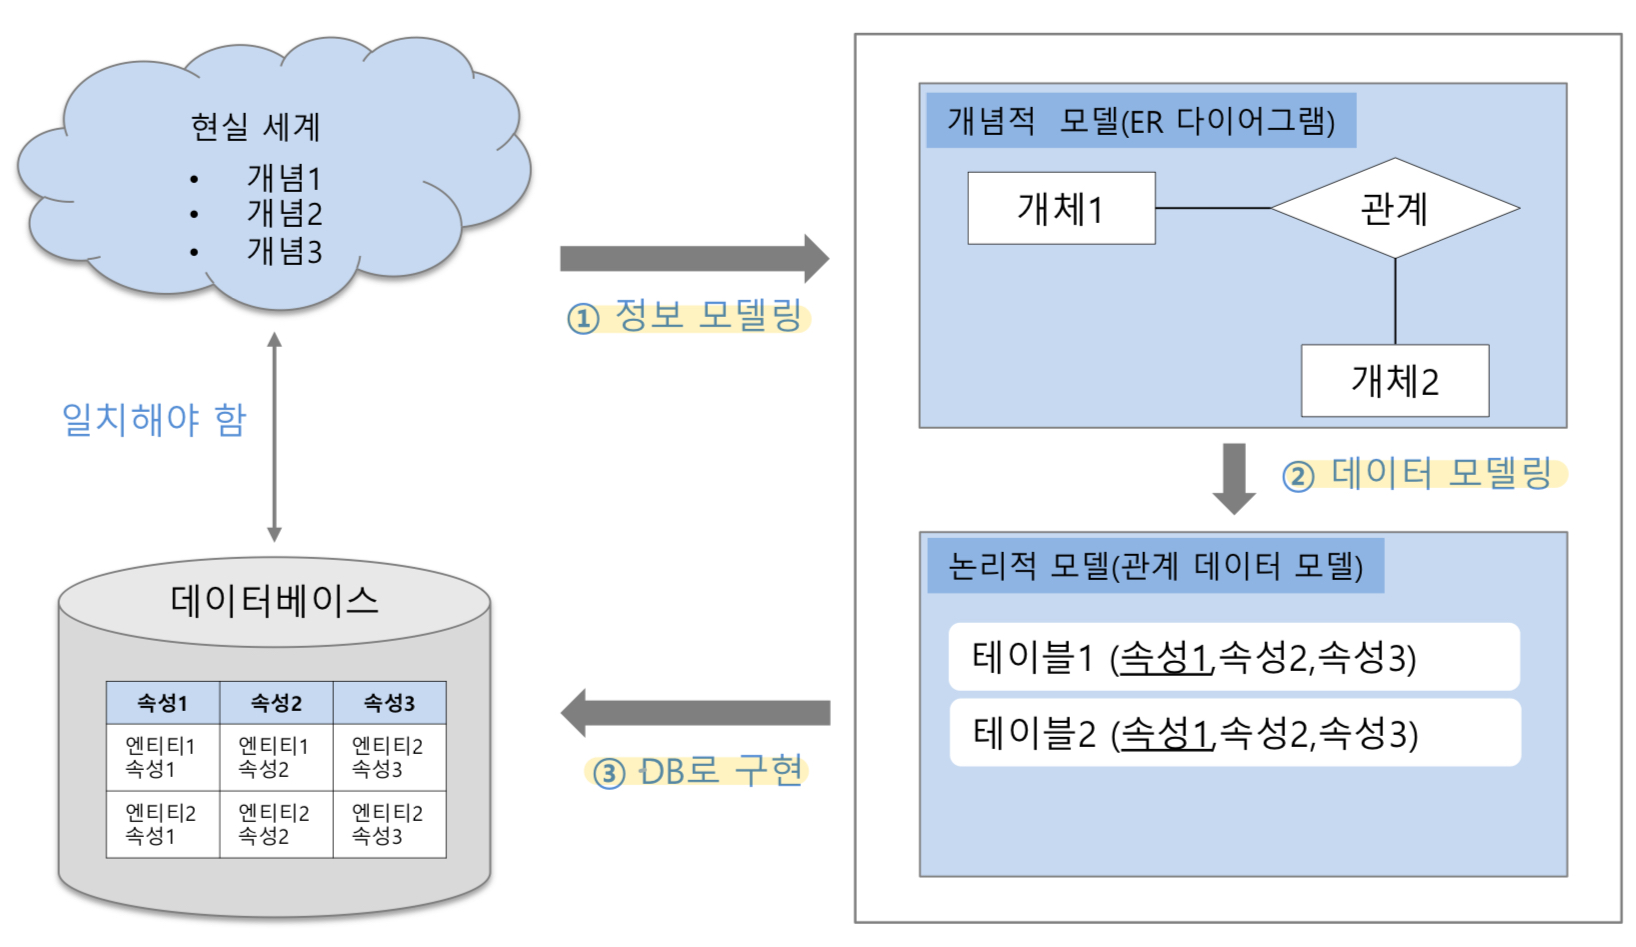 현실 세계
• 개념1
• 개념2
• 개념3
① 정보 모델링
개념적 모델(ER 다이어그램)
개체1
관계
개체2
② 데이터 모델링
논리적 모델(관계 데이터 모델)
테이블1 (속성1,속성2,속성3)
테이블2 (속성1,속성2,속성3)
③ DB로 구현
일치해야 함
데이터베이스
속성1 속성2 속성3
엔티티1 엔티티1 엔티티2
속성1 속성2 속성3
엔티티2 엔티티2 엔티티2
속성1 속성2 속성3